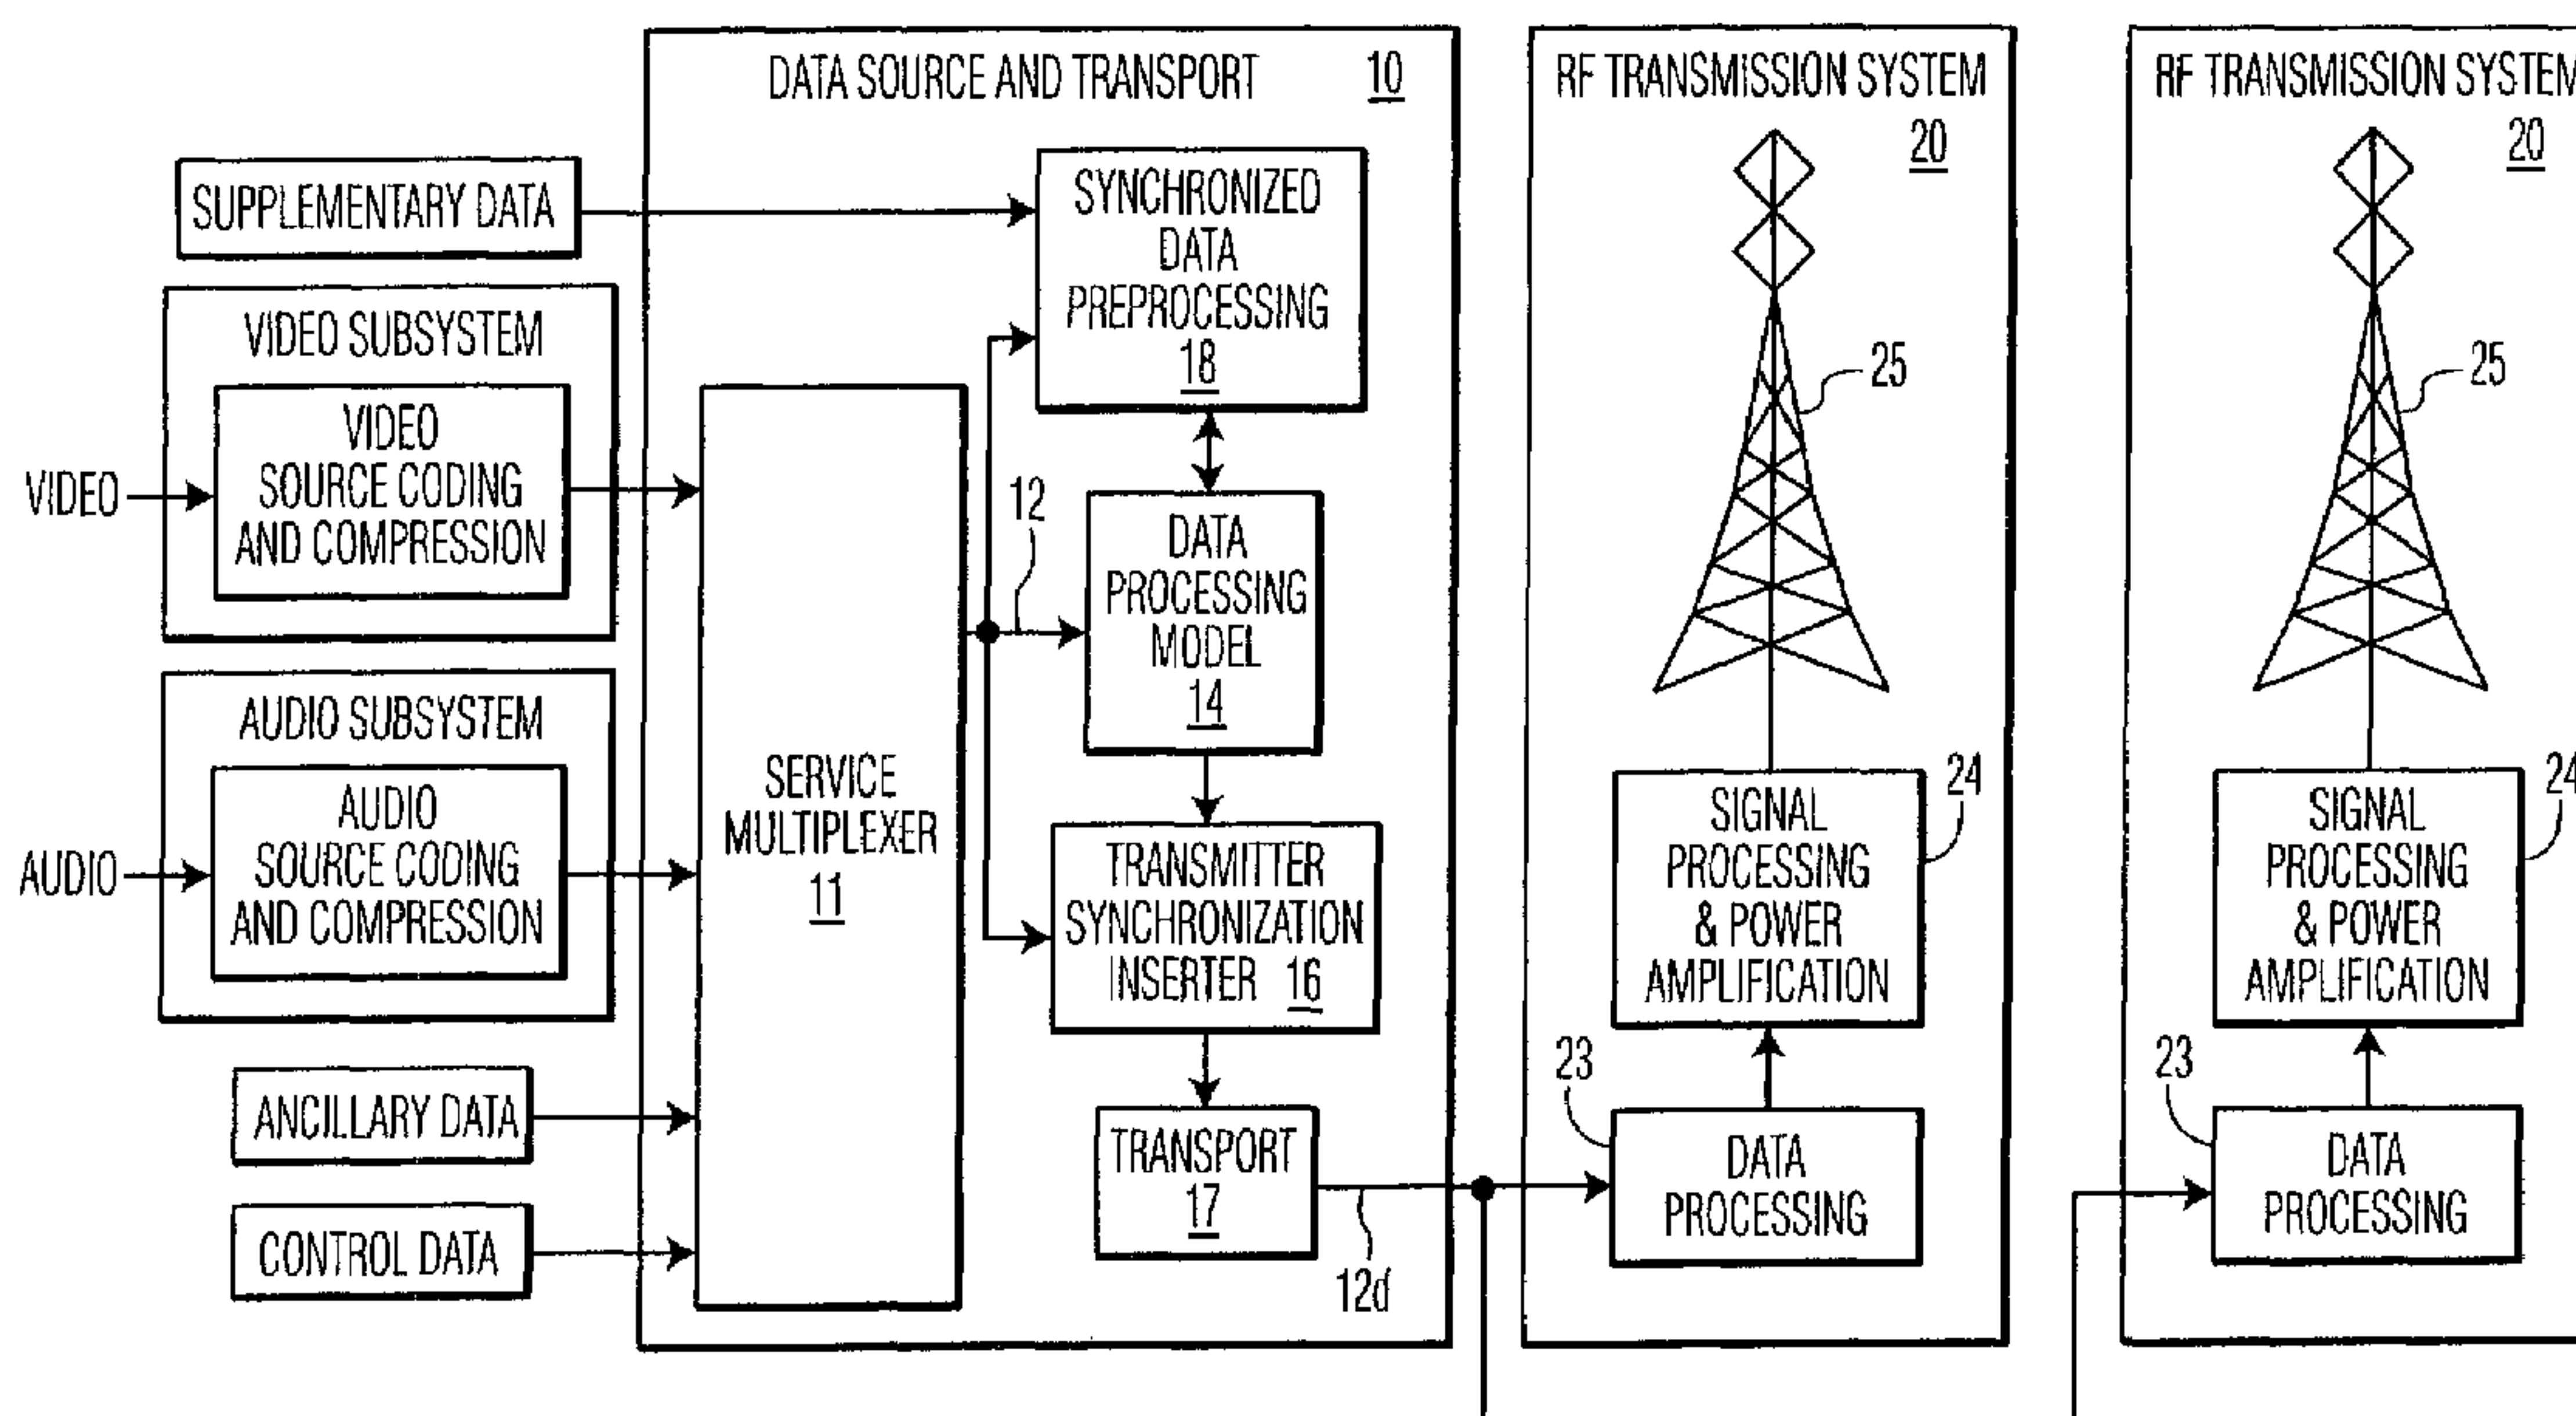 DATA SOURCE AND TRANSPORT 10
SUPPLEMENTARY DATA
SYNCHRONIZED
DATA
PREPROCESSING
18
VIDEO SUBSYSTEM
VIDEO
VIDEO
SOURCE CODING
AND COMPRESSION
12
DATA
PROCESSING
MODEL
14
AUDIO SUBSYSTEM
AUDIO
AUDIO
SOURCE CODING
AND COMPRESSION
SERVICE
MULTIPLEXER
11
TRANSMITTER
SYNCHRONIZATION
INSERTER 16
ANCILLARY DATA
CONTROL DATA
TRANSPORT
17
12d
RF TRANSMISSION SYSTEM
20
25
24
SIGNAL
PROCESSING
& POWER
AMPLIFICATION
23
DATA
PROCESSING
RF TRANSMISSION SYSTEM
20
25
24
SIGNAL
PROCESSING
& POWER
AMPLIFICATION
23
DATA
PROCESSING